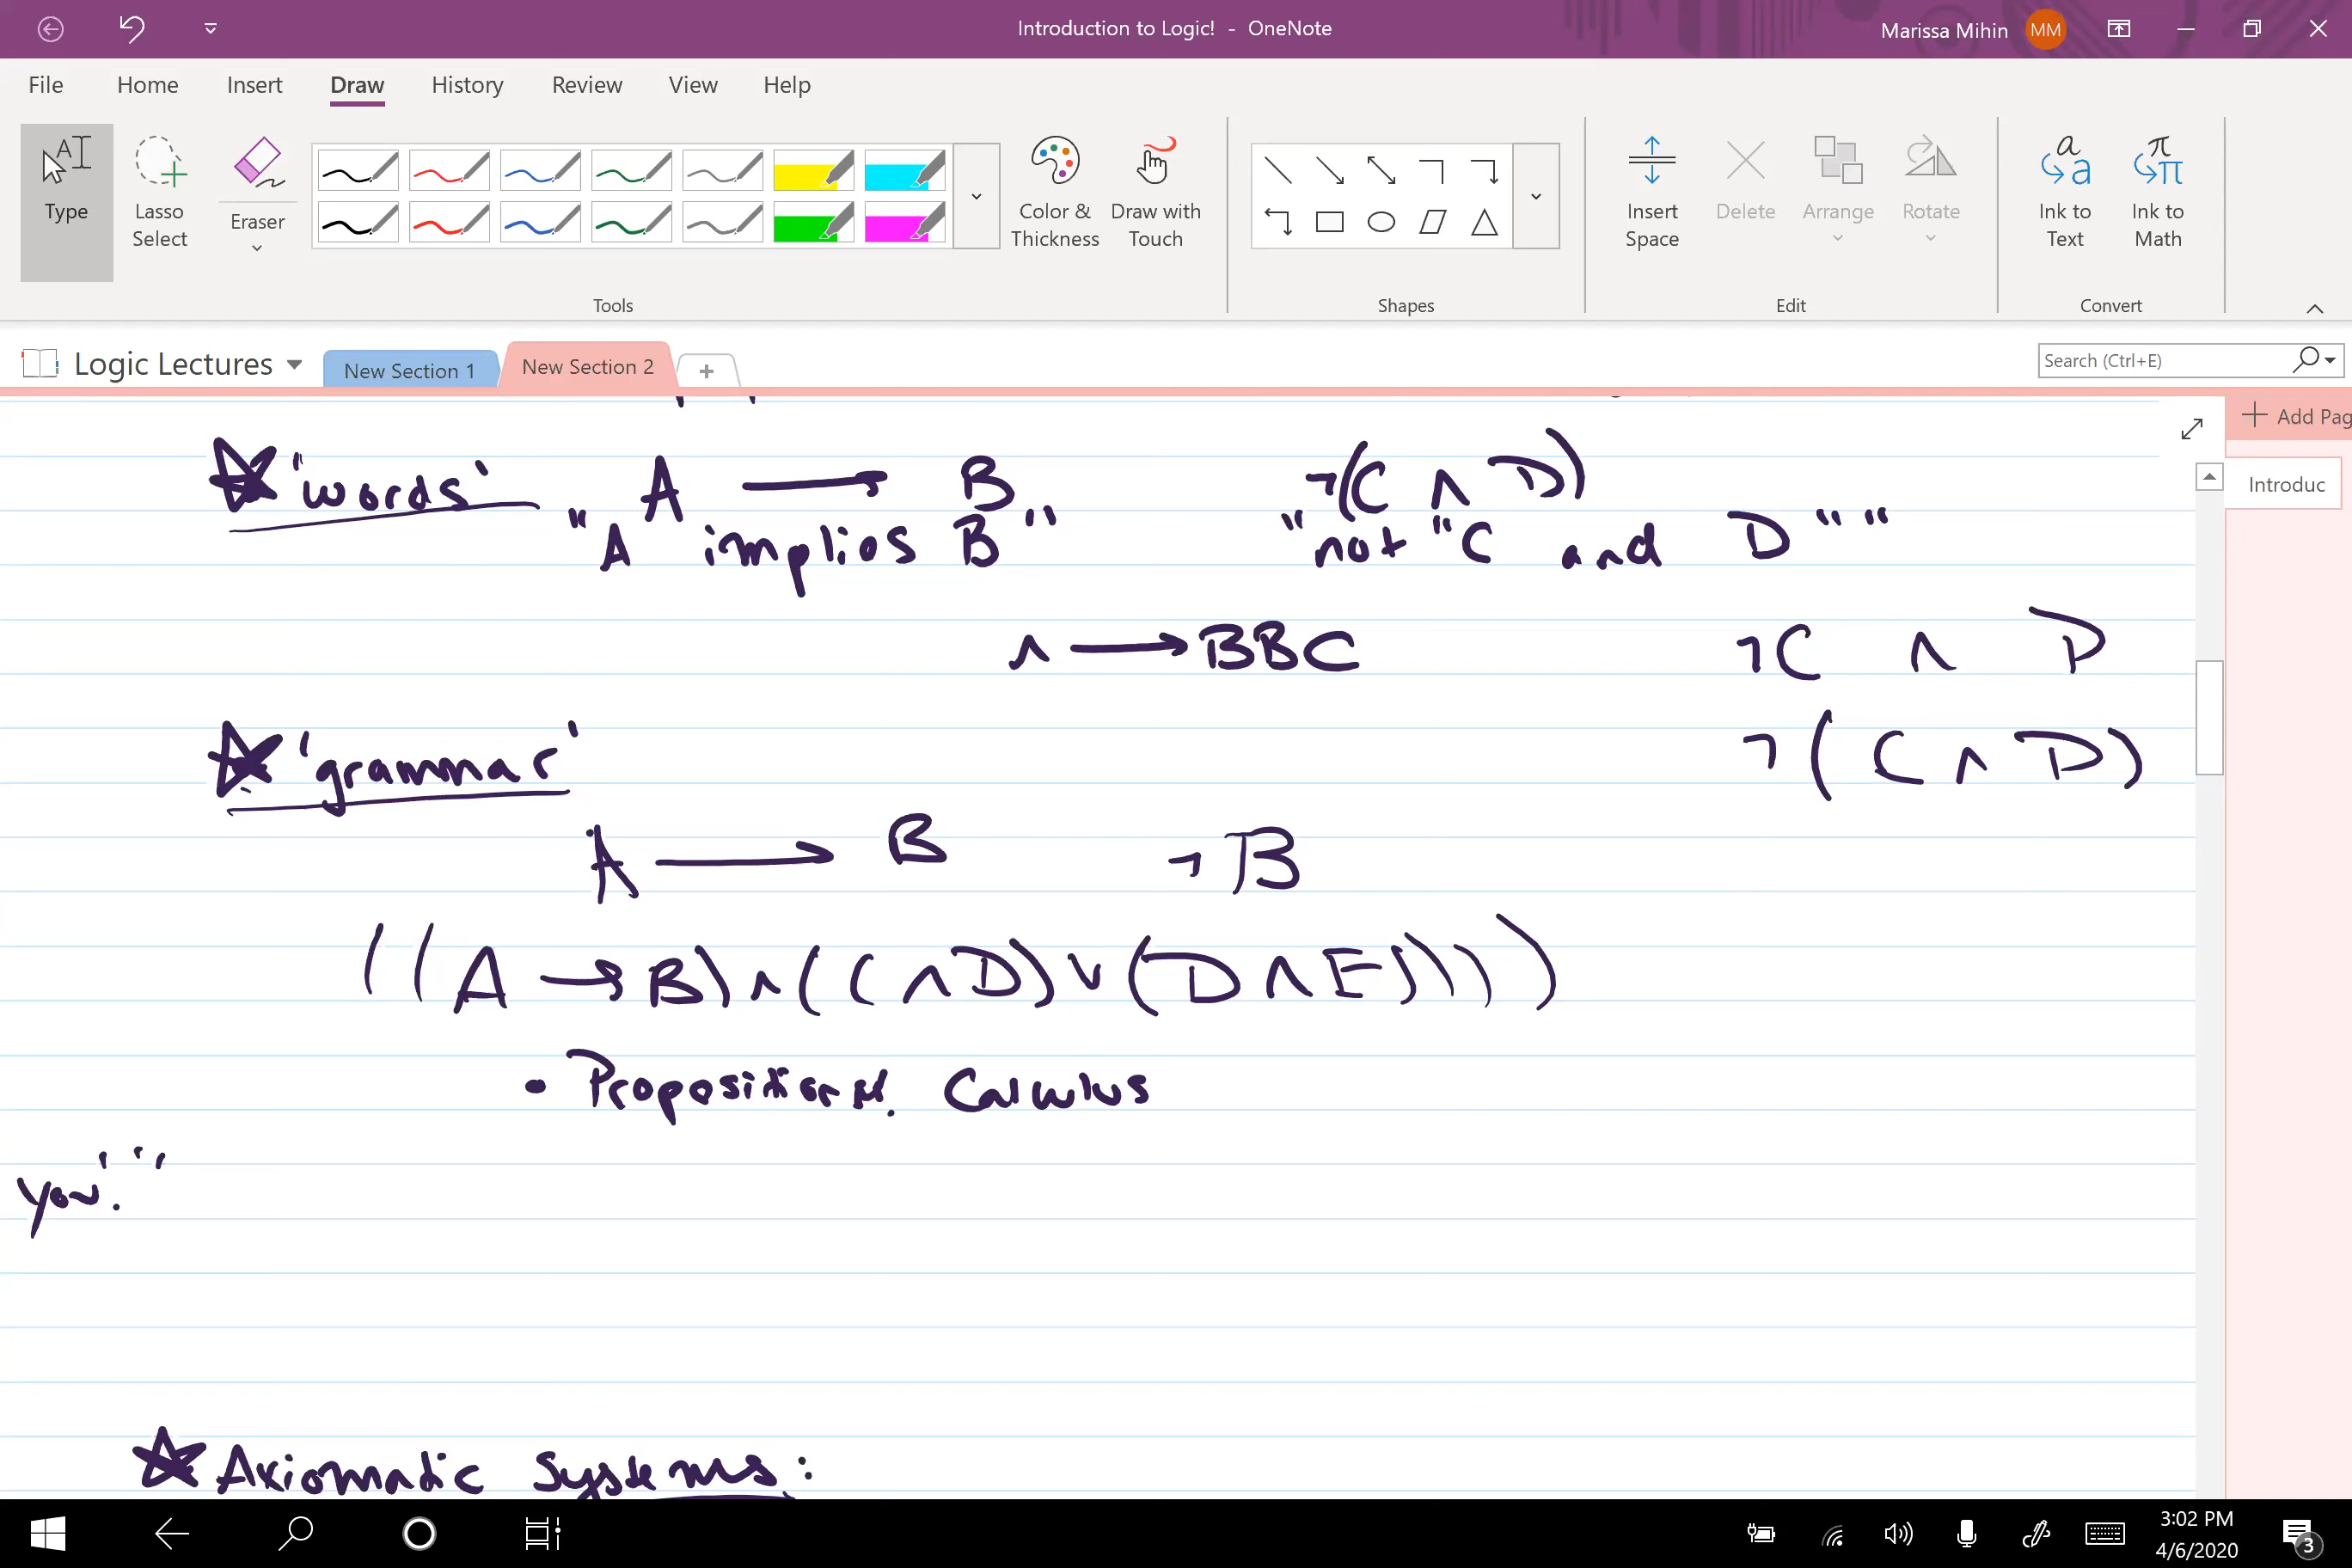 Introduction to Logic! - OneNote
Marissa Mihin MM
File Home Insert Draw History Review View Help
Type
Lasso Select
Eraser
Color & Thickness
Draw with Touch
Insert Space
Delete
Arrange
Rotate
Ink to Text
Ink to Math
Tools
Shapes
Edit
Convert
Logic Lectures
New Section 1
New Section 2
Search (Ctrl+E)
Add Pag
Introduc
'words' A → B ¬(C ∧ D)
"A implies B" "not "C and D""
∧ → BBC ¬C ∧ D
'grammar' ¬(C ∧ D)
A → B ¬B
((A → B) ∧ ((C ∧ D) ∨ (D ∧ E))))
• Propositional Calculus
you.'"
Axiomatic Systems:
3:02 PM
4/6/2020
3